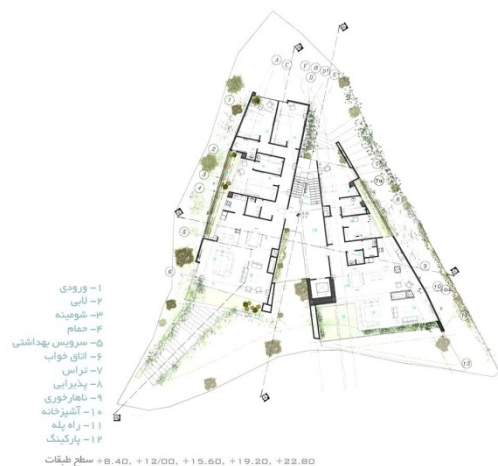 ۱- ورودی
۲- لابی
۳- شومینه
۴- حمام
۵- سرویس بهداشتی
۶- اتاق خواب
۷- تراس
۸- پذیرایی
۹- ناهارخوری
۱۰- آشپزخانه
۱۱- راه پله
۱۲- پارکینگ
سطح طبقات +8.40, +12/00, +15.60, +19.20, +22.80